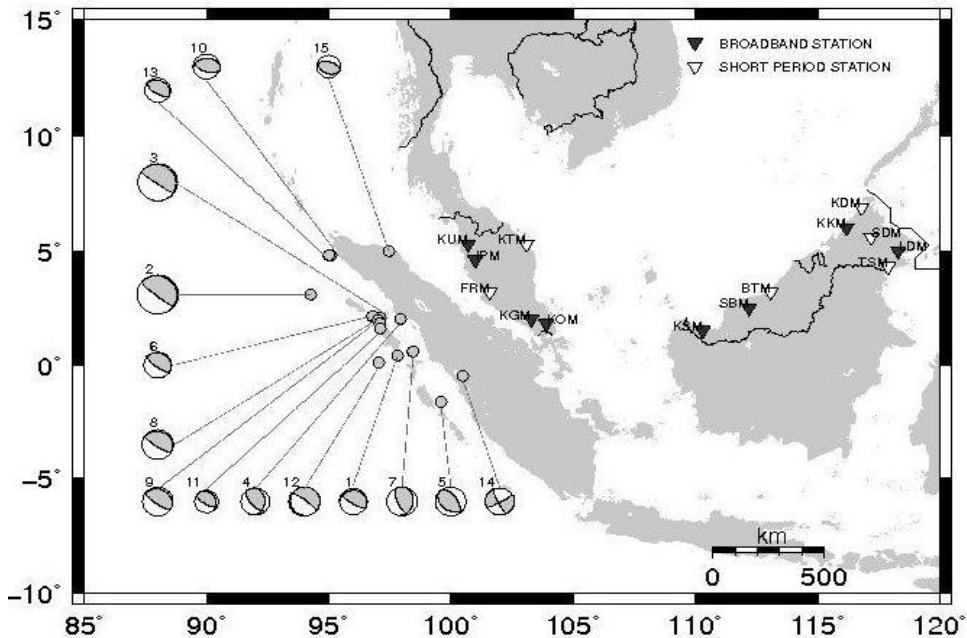 15°
10 15
BROADBAND STATION
13
SHORT PERIOD STATION
10°
3
KDM
KKM
SDM
5°
KUM KTM
LDM
IPM
TSM
2
FRM
BTM
SBM
KGM KOM
KSM
6
0°
8
9 11 4 12 1 7 5 14
-5°
km
0 500
-10°
85° 90° 95° 100° 105° 110° 115° 120°